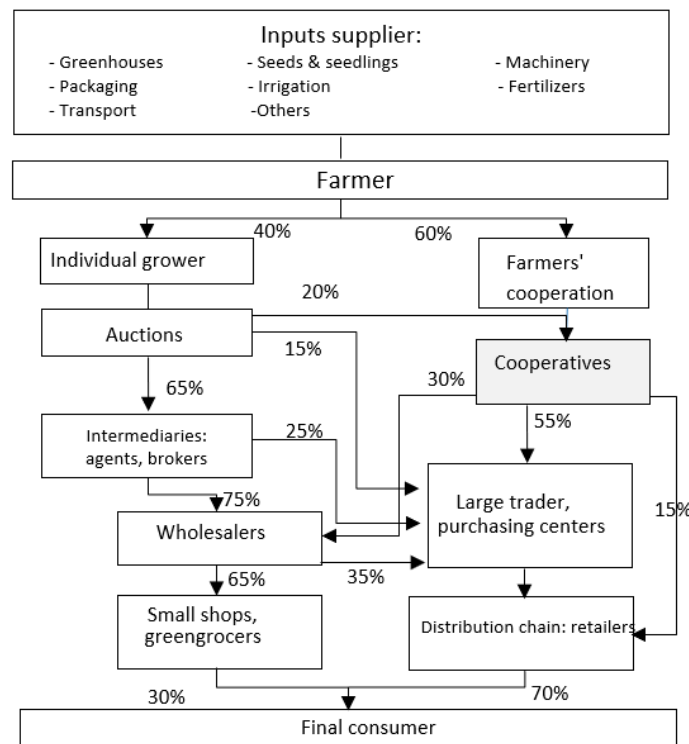 Inputs supplier:
- Greenhouses
- Seeds & seedlings
- Machinery
- Packaging
- Irrigation
- Fertilizers
- Transport
-Others
Farmer
40%
60%
Individual grower
Farmers'
cooperation
20%
Auctions
15%
Cooperatives
65%
30%
55%
Intermediaries:
agents, brokers
25%
75%
Large trader,
purchasing centers
15%
Wholesalers
65%
35%
Small shops,
greengrocers
Distribution chain: retailers
30%
70%
Final consumer